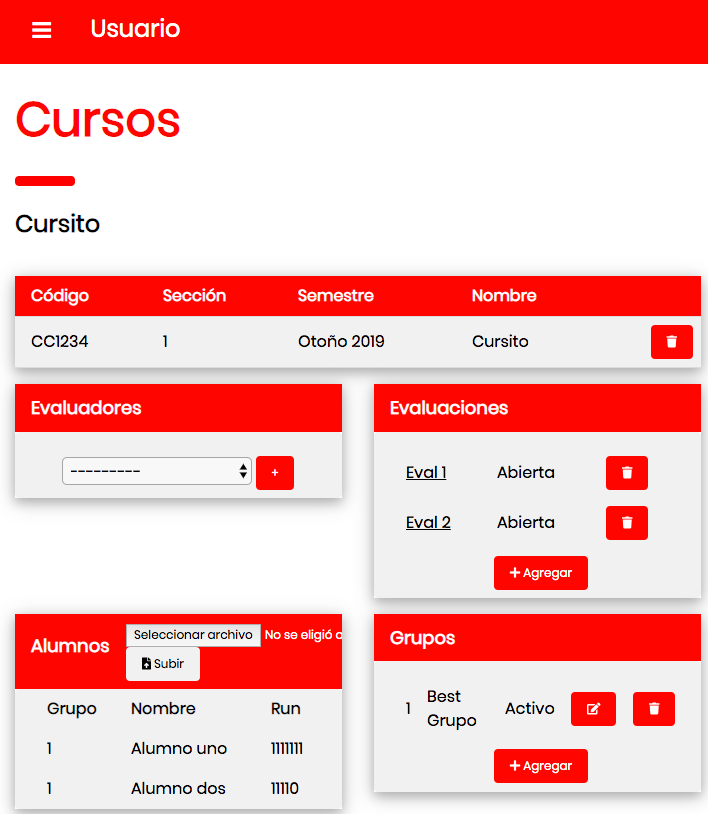 Usuario
Cursos
Cursito
Código Sección Semestre Nombre
CC1234 1 Otoño 2019 Cursito
Evaluadores
---------
+
Evaluaciones
Eval 1 Abierta
Eval 2 Abierta
+ Agregar
Alumnos
Seleccionar archivo No se eligió a
Subir
Grupo Nombre Run
1 Alumno uno 1111111
1 Alumno dos 11110
Grupos
1 Best Grupo Activo
+ Agregar